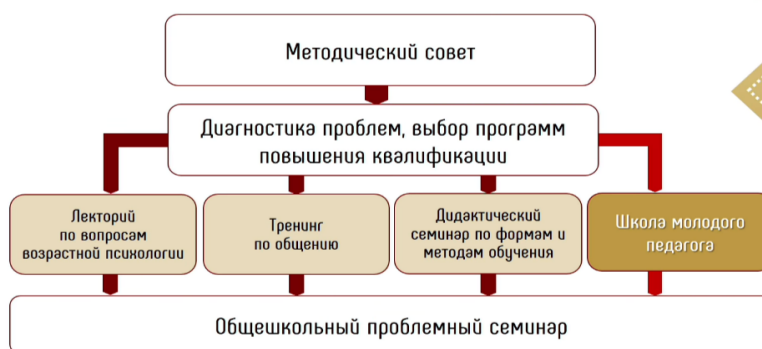 Методический совет
Диагностика проблем, выбор программ
повышения квалификации
Лекторий
по вопросам
возрастной психологии
Тренинг
по общению
Дидактический
семинар по формам и
методам обучения
Школа молодого
педагога
Общешкольный проблемный семинар